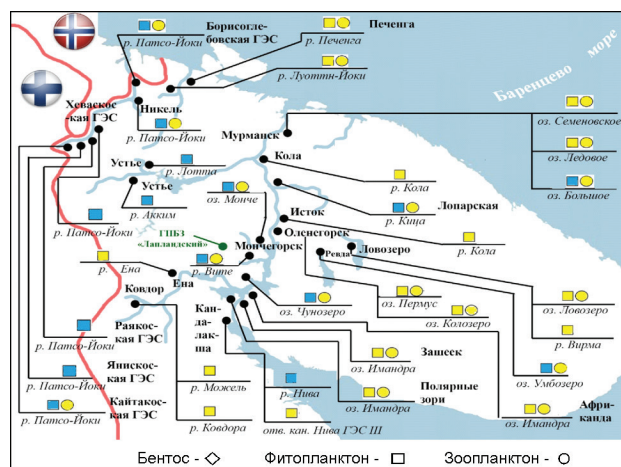 Борисоглебовская ГЭС
р. Патсо-Йоки
Печенга
р. Печенга
р. Луоттн-Йоки
Баренцево море
Хеваскоская ГЭС
Никель
р. Патсо-Йоки
Мурманск
оз. Семеновское
оз. Ледовое
оз. Большое
Устье
р. Лотта
Кола
р. Кола
Устье
р. Акким
оз. Монче
Лопарская
р. Кица
р. Патсо-Йоки
Исток
Оленегорск
р. Кола
ГПБЗ
«Лапландский»
Мончегорск
Ревда
Ловозеро
р. Ена
р. Вите
Ена
Ковдор
оз. Чунозеро
оз. Пермус
оз. Колозеро
оз. Ловозеро
р. Вирма
Кандалакша
Раякоская ГЭС
р. Патсо-Йоки
Зашеек
оз. Имандра
оз. Умбозеро
Янискоская ГЭС
р. Патсо-Йоки
р. Можель
р. Нива
Полярные зори
оз. Имандра
Африканда
оз. Имандра
Кайтакоская ГЭС
р. Патсо-Йоки
р. Ковдора
отв. кан. Нива ГЭС III
Бентос - Фитопланктон - Зоопланктон -